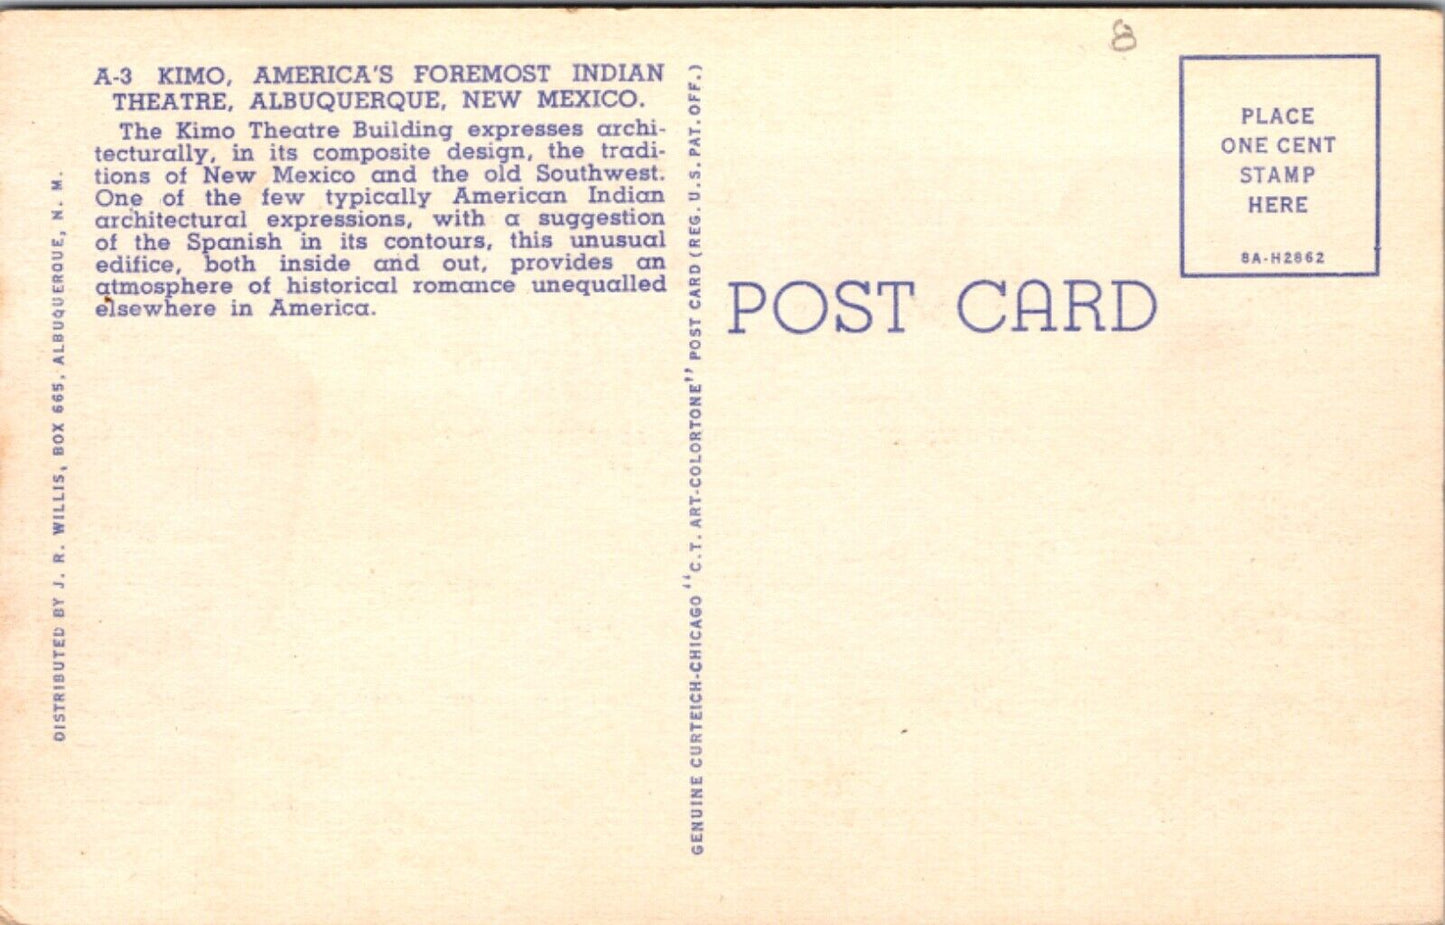 A-3 KIMO, AMERICA'S FOREMOST INDIAN
THEATRE, ALBUQUERQUE, NEW MEXICO.
The Kimo Theatre Building expresses archi-
tecturally, in its composite design, the tradi-
tions of New Mexico and the old Southwest.
One of the few typically American Indian
architectural expressions, with a suggestion
of the Spanish in its contours, this unusual
edifice, both inside and out, provides an
atmosphere of historical romance unequalled
elsewhere in America.
DISTRIBUTED BY J. R. WILLIS, BOX 665, ALBUQUERQUE, N. M.
GENUINE CURTEICH-CHICAGO "C.T. ART-COLORTONE" POST CARD (REG. U.S. PAT. OFF.)
POST CARD
8
PLACE
ONE CENT
STAMP
HERE
8A-H2862